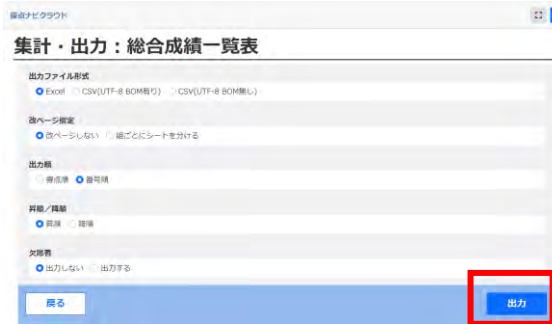 採点ナビクラウド
集計・出力：総合成績一覧表
出力ファイル形式
Excel CSV(UTF-8 BOM有り) CSV(UTF-8 BOM無し)
改ページ指定
改ページしない 組ごとにシートを分ける
出力順
得点順 番号順
昇順／降順
昇順 降順
欠席者
出力しない 出力する
戻る 出力